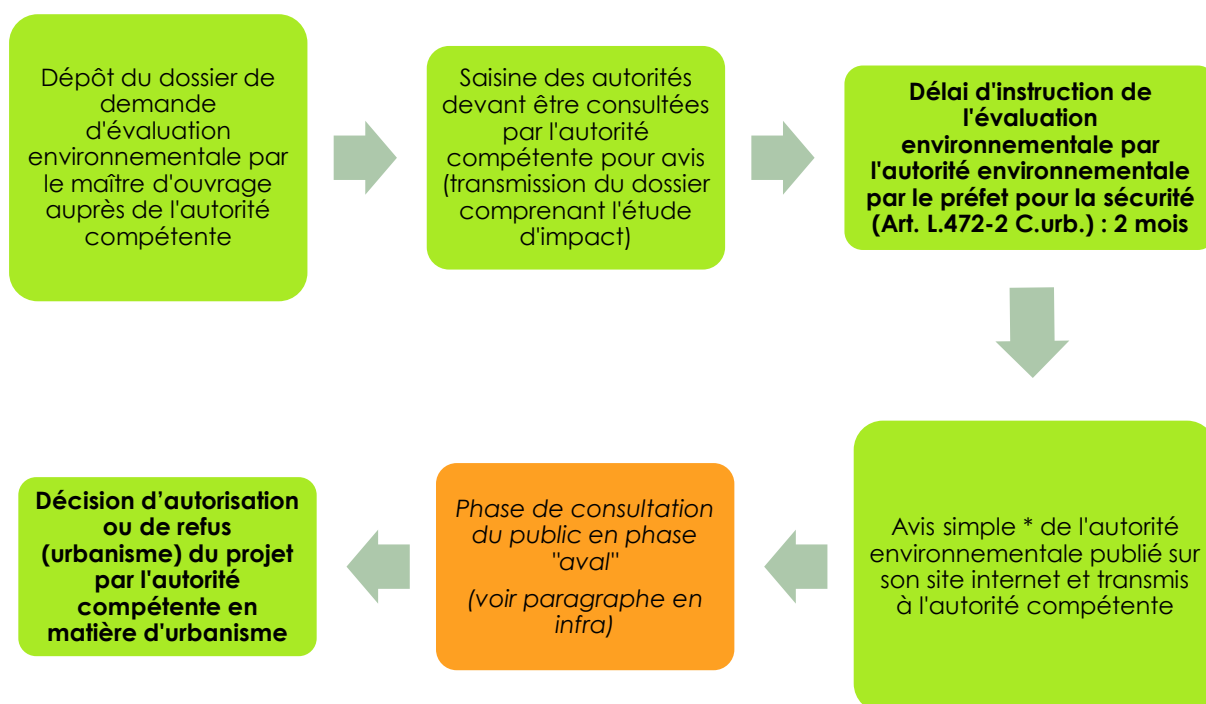 Dépôt du dossier de
demande
d'évaluation
environnementale par
le maître d'ouvrage
auprès de l'autorité
compétente
Saisine des autorités
devant être consultées
par l'autorité
compétente pour avis
(transmission du dossier
comprenant l'étude
d'impact)
Délai d'instruction de
l'évaluation
environnementale par
l'autorité environnementale
par le préfet pour la sécurité
(Art. L.472-2 C.urb.) : 2 mois
Avis simple * de l'autorité
environnementale publié sur
son site internet et transmis
à l'autorité compétente
Phase de consultation
du public en phase
"aval"
(voir paragraphe en
infra)
Décision d’autorisation
ou de refus
(urbanisme) du projet
par l'autorité
compétente en
matière d'urbanisme